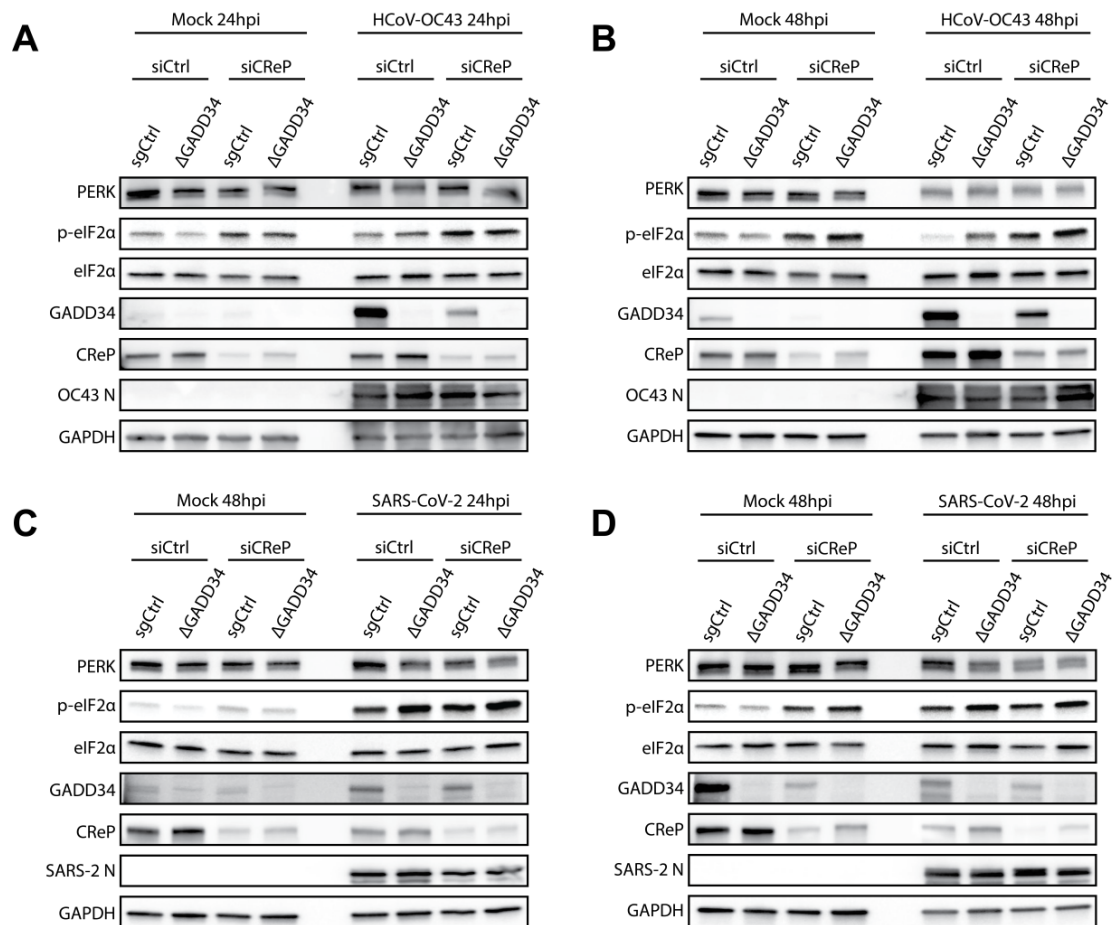 A
Mock 24hpi HCoV-OC43 24hpi
siCtrl siCReP siCtrl siCReP
sgCtrl ΔGADD34 sgCtrl ΔGADD34 sgCtrl ΔGADD34 sgCtrl ΔGADD34
PERK
p-eIF2α
eIF2α
GADD34
CReP
OC43 N
GAPDH
B
Mock 48hpi HCoV-OC43 48hpi
siCtrl siCReP siCtrl siCReP
sgCtrl ΔGADD34 sgCtrl ΔGADD34 sgCtrl ΔGADD34 sgCtrl ΔGADD34
PERK
p-eIF2α
eIF2α
GADD34
CReP
OC43 N
GAPDH
C
Mock 48hpi SARS-CoV-2 24hpi
siCtrl siCReP siCtrl siCReP
sgCtrl ΔGADD34 sgCtrl ΔGADD34 sgCtrl ΔGADD34 sgCtrl ΔGADD34
PERK
p-eIF2α
eIF2α
GADD34
CReP
SARS-2 N
GAPDH
D
Mock 48hpi SARS-CoV-2 48hpi
siCtrl siCReP siCtrl siCReP
sgCtrl ΔGADD34 sgCtrl ΔGADD34 sgCtrl ΔGADD34 sgCtrl ΔGADD34
PERK
p-eIF2α
eIF2α
GADD34
CReP
SARS-2 N
GAPDH